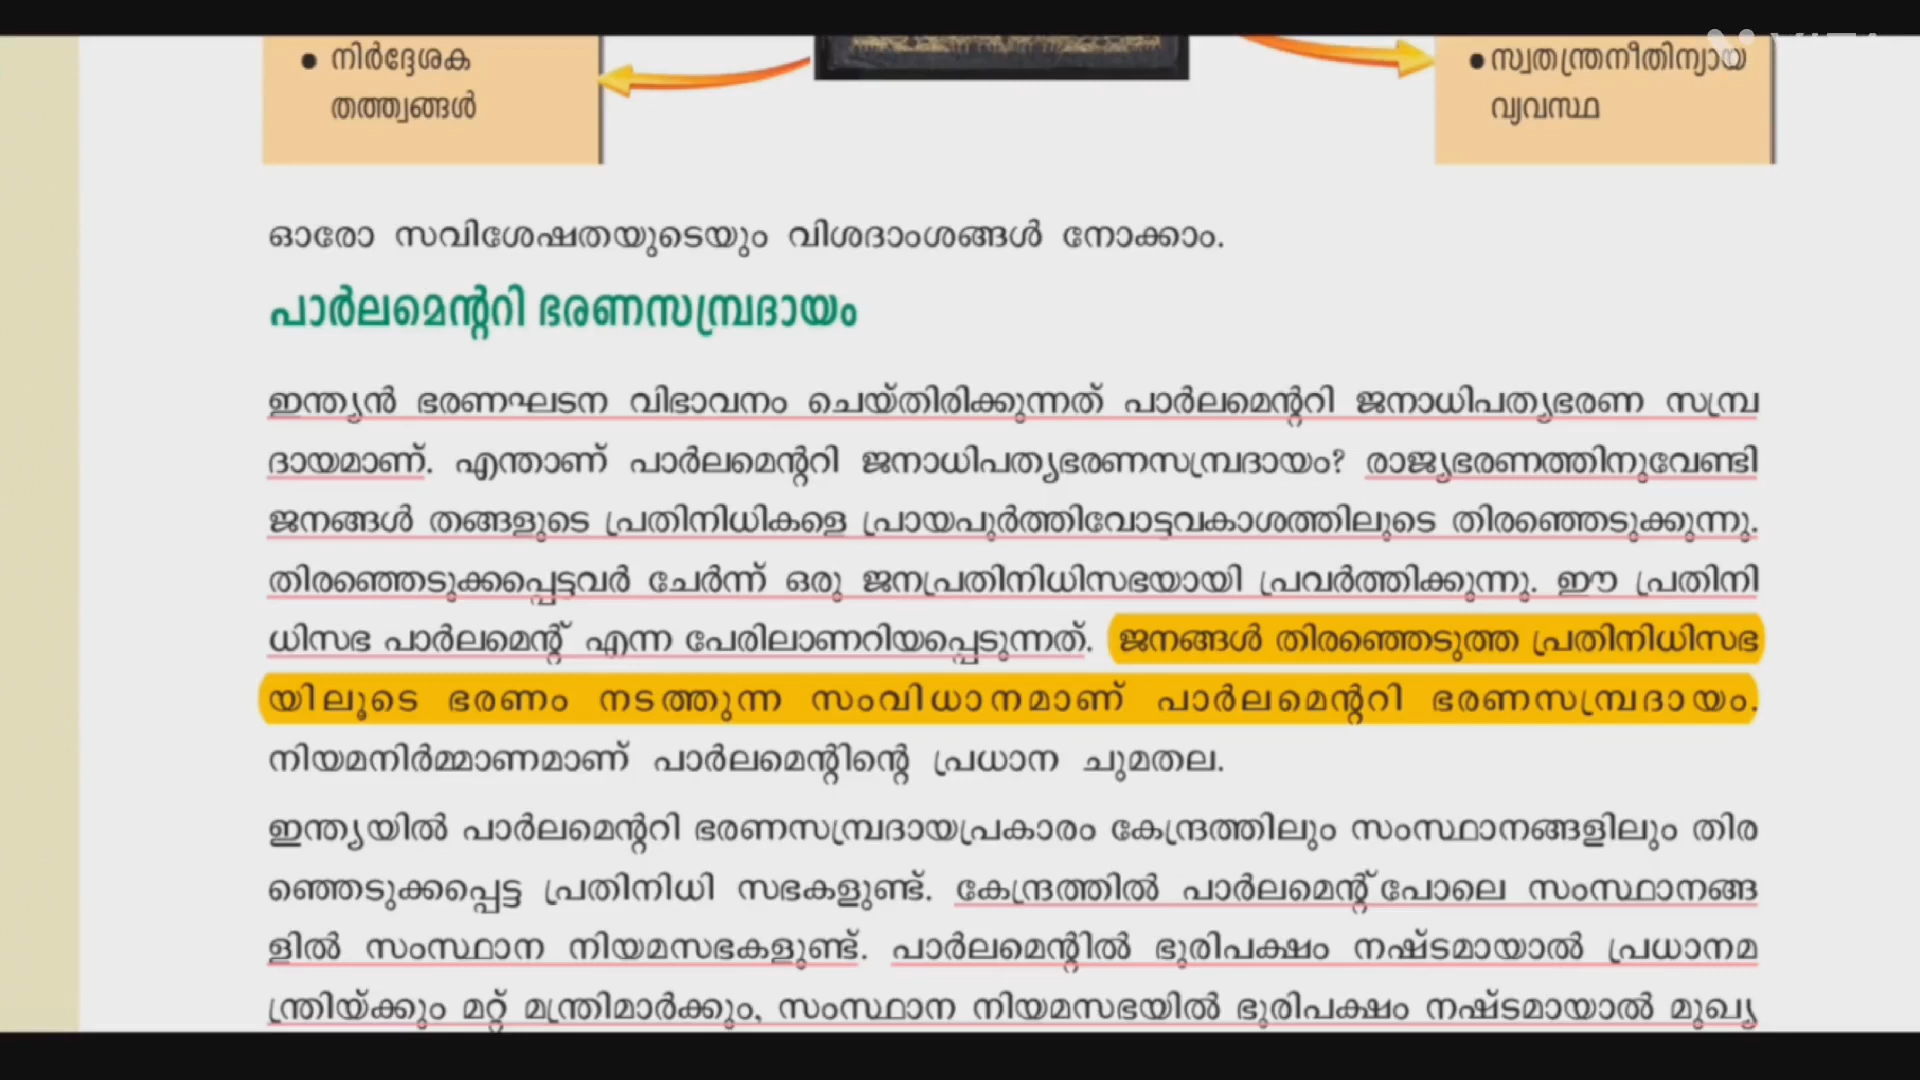 • നിർദ്ദേശക
തത്ത്വങ്ങൾ
• സ്വതന്ത്രനീതിന്യായ
വ്യവസ്ഥ
ഓരോ സവിശേഷതയുടെയും വിശദാംശങ്ങൾ നോക്കാം.
പാർലമെന്ററി ഭരണസമ്പ്രദായം
ഇന്ത്യൻ ഭരണഘടന വിഭാവനം ചെയ്തിരിക്കുന്നത് പാർലമെന്ററി ജനാധിപത്യഭരണ സമ്പ്ര
ദായമാണ്. എന്താണ് പാർലമെന്ററി ജനാധിപത്യഭരണസമ്പ്രദായം? രാജ്യഭരണത്തിനുവേണ്ടി
ജനങ്ങൾ തങ്ങളുടെ പ്രതിനിധികളെ പ്രായപൂർത്തിവോട്ടവകാശത്തിലൂടെ തിരഞ്ഞെടുക്കുന്നു.
തിരഞ്ഞെടുക്കപ്പെട്ടവർ ചേർന്ന് ഒരു ജനപ്രതിനിധിസഭയായി പ്രവർത്തിക്കുന്നു. ഈ പ്രതിനി
ധിസഭ പാർലമെന്റ് എന്ന പേരിലാണറിയപ്പെടുന്നത്. ജനങ്ങൾ തിരഞ്ഞെടുത്ത പ്രതിനിധിസഭ
യിലൂടെ ഭരണം നടത്തുന്ന സംവിധാനമാണ് പാർലമെന്ററി ഭരണസമ്പ്രദായം.
നിയമനിർമ്മാണമാണ് പാർലമെന്റിന്റെ പ്രധാന ചുമതല.
ഇന്ത്യയിൽ പാർലമെന്ററി ഭരണസമ്പ്രദായപ്രകാരം കേന്ദ്രത്തിലും സംസ്ഥാനങ്ങളിലും തിര
ഞ്ഞെടുക്കപ്പെട്ട പ്രതിനിധി സഭകളുണ്ട്. കേന്ദ്രത്തിൽ പാർലമെന്റ് പോലെ സംസ്ഥാനങ്ങ
ളിൽ സംസ്ഥാന നിയമസഭകളുണ്ട്. പാർലമെന്റിൽ ഭൂരിപക്ഷം നഷ്ടമായാൽ പ്രധാനമ
ന്ത്രിയ്ക്കും മറ്റ് മന്ത്രിമാർക്കും, സംസ്ഥാന നിയമസഭയിൽ ഭൂരിപക്ഷം നഷ്ടമായാൽ മുഖ്യ